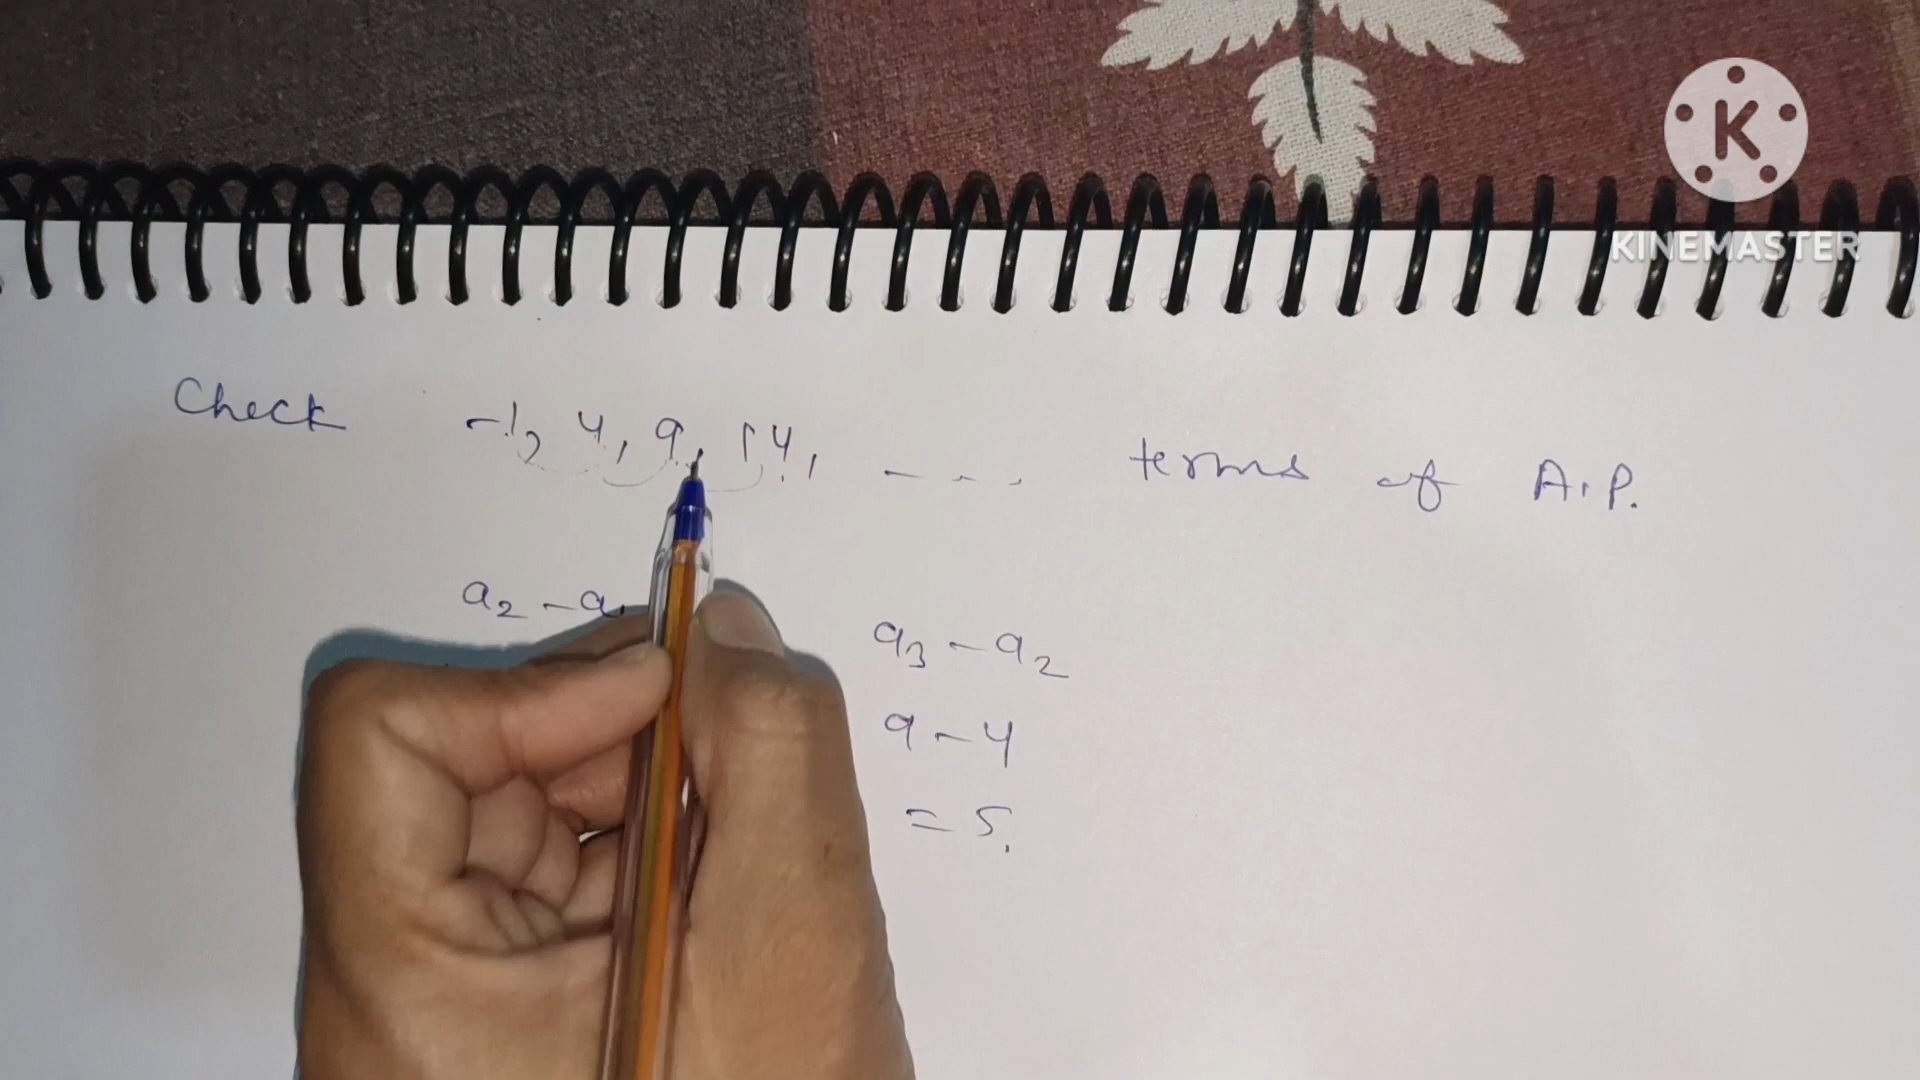 K
KINEMASTER
Check -1, 4, 9, 14, - - - terms of A.P.
a2 - a1
a3 - a2
9 - 4
= 5.